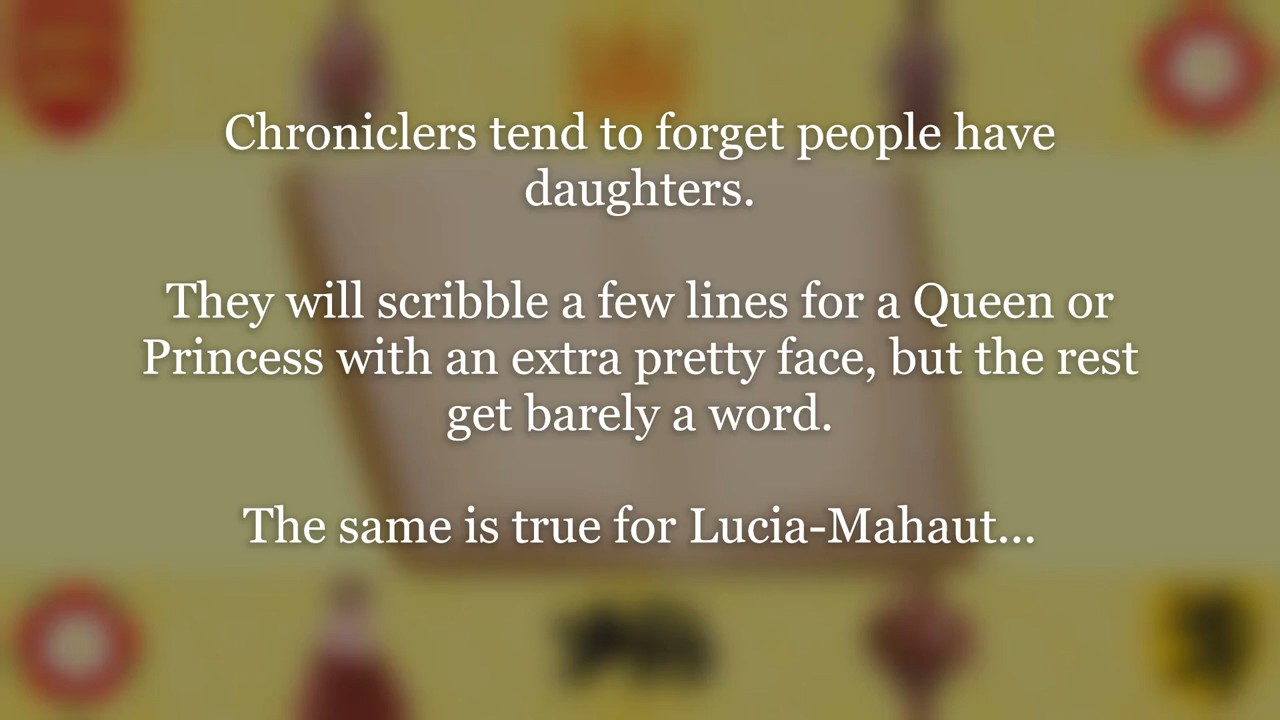 Chroniclers tend to forget people have
daughters.
They will scribble a few lines for a Queen or
Princess with an extra pretty face, but the rest
get barely a word.
The same is true for Lucia-Mahaut...